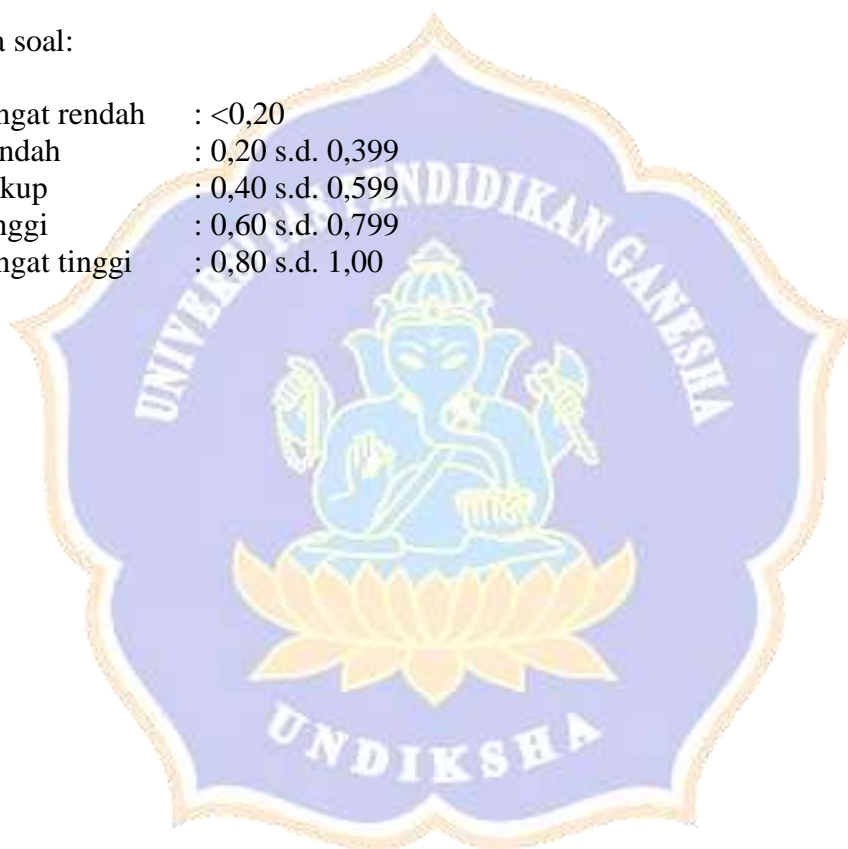 a soal:
ngat rendah : <0,20
ndah : 0,20 s.d. 0,399
kup : 0,40 s.d. 0,599
nggi : 0,60 s.d. 0,799
ngat tinggi : 0,80 s.d. 1,00
UNIVERSITAS PENDIDIKAN GANESHA
UNDIKSHA